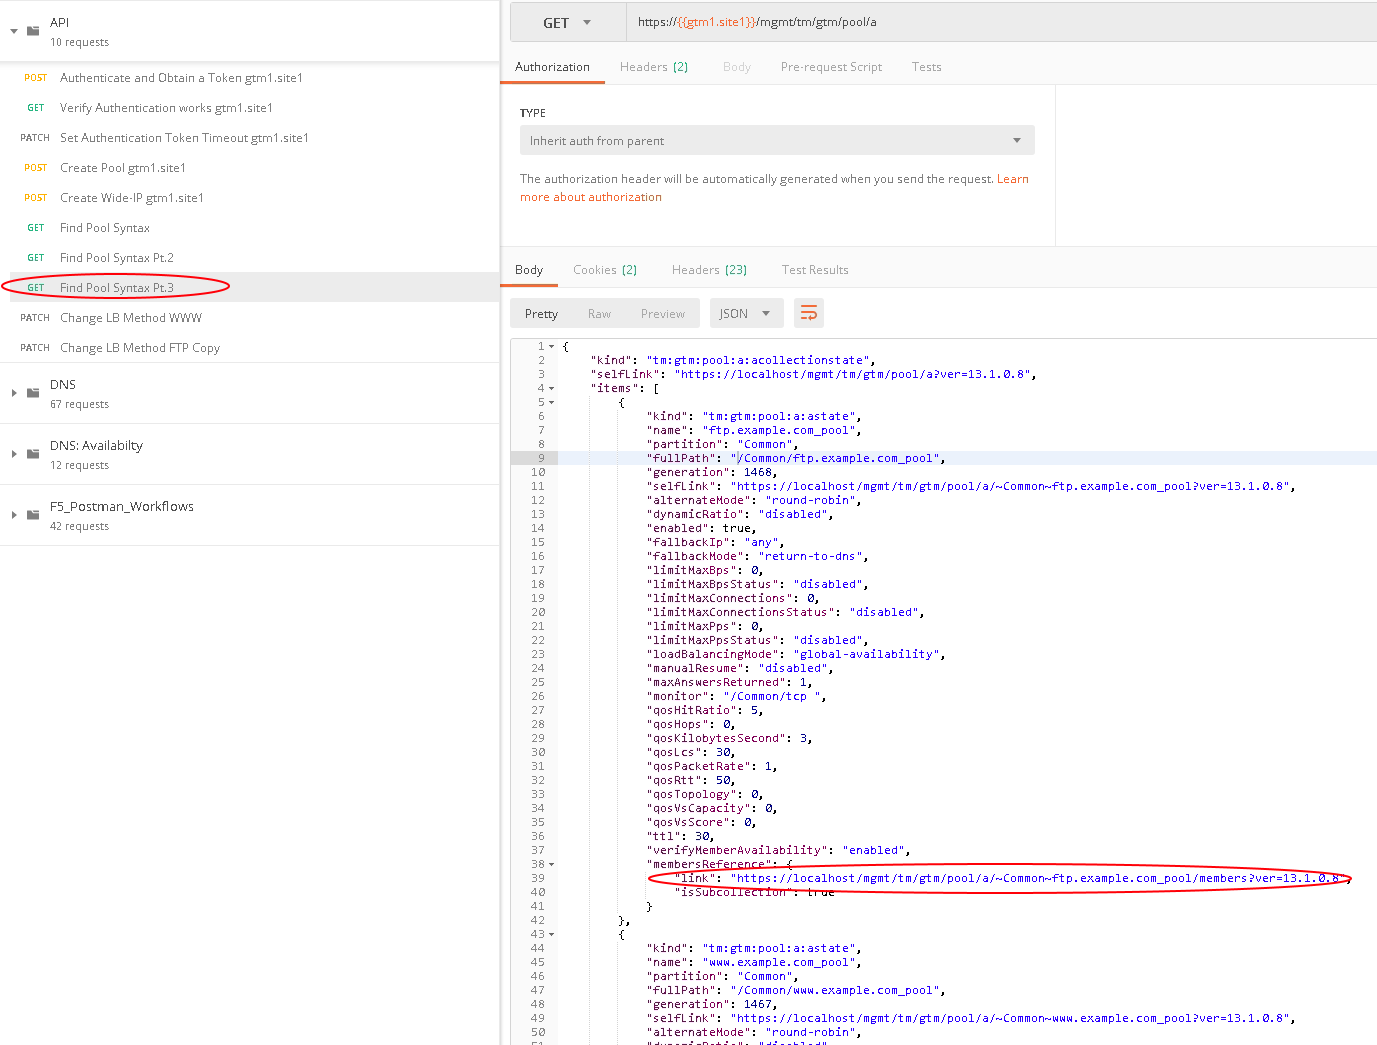 API
10 requests
POST Authenticate and Obtain a Token gtm1.site1
GET Verify Authentication works gtm1.site1
PATCH Set Authentication Token Timeout gtm1.site1
POST Create Pool gtm1.site1
POST Create Wide-IP gtm1.site1
GET Find Pool Syntax
GET Find Pool Syntax Pt.2
GET Find Pool Syntax Pt.3
PATCH Change LB Method WWW
PATCH Change LB Method FTP Copy
DNS
67 requests
DNS: Availabilty
12 requests
F5_Postman_Workflows
42 requests
GET https://{{gtm1.site1}}/mgmt/tm/gtm/pool/a
Authorization Headers (2) Body Pre-request Script Tests
TYPE
Inherit auth from parent
The authorization header will be automatically generated when you send the request. Learn
more about authorization
Body Cookies (2) Headers (23) Test Results
Pretty Raw Preview JSON
1 {
2 "kind": "tm:gtm:pool:a:acollectionstate",
3 "selfLink": "https://localhost/mgmt/tm/gtm/pool/a?ver=13.1.0.8",
4 "items": [
5 {
6 "kind": "tm:gtm:pool:a:astate",
7 "name": "ftp.example.com_pool",
8 "partition": "Common",
9 "fullPath": "/Common/ftp.example.com_pool",
10 "generation": 1468,
11 "selfLink": "https://localhost/mgmt/tm/gtm/pool/a/~Common~ftp.example.com_pool?ver=13.1.0.8",
12 "alternateMode": "round-robin",
13 "dynamicRatio": "disabled",
14 "enabled": true,
15 "fallbackIp": "any",
16 "fallbackMode": "return-to-dns",
17 "limitMaxBps": 0,
18 "limitMaxBpsStatus": "disabled",
19 "limitMaxConnections": 0,
20 "limitMaxConnectionsStatus": "disabled",
21 "limitMaxPps": 0,
22 "limitMaxPpsStatus": "disabled",
23 "loadBalancingMode": "global-availability",
24 "manualResume": "disabled",
25 "maxAnswersReturned": 1,
26 "monitor": "/Common/tcp ",
27 "qosHitRatio": 5,
28 "qosHops": 0,
29 "qosKilobytesSecond": 3,
30 "qosLcs": 30,
31 "qosPacketRate": 1,
32 "qosRtt": 50,
33 "qosTopology": 0,
34 "qosVsCapacity": 0,
35 "qosVsScore": 0,
36 "ttl": 30,
37 "verifyMemberAvailability": "enabled",
38 "membersReference": {
39 "link": "https://localhost/mgmt/tm/gtm/pool/a/~Common~ftp.example.com_pool/members?ver=13.1.0.8",
40 "isSubcollection": true
41 }
42 },
43 {
44 "kind": "tm:gtm:pool:a:astate",
45 "name": "www.example.com_pool",
46 "partition": "Common",
47 "fullPath": "/Common/www.example.com_pool",
48 "generation": 1467,
49 "selfLink": "https://localhost/mgmt/tm/gtm/pool/a/~Common~www.example.com_pool?ver=13.1.0.8",
50 "alternateMode": "round-robin",